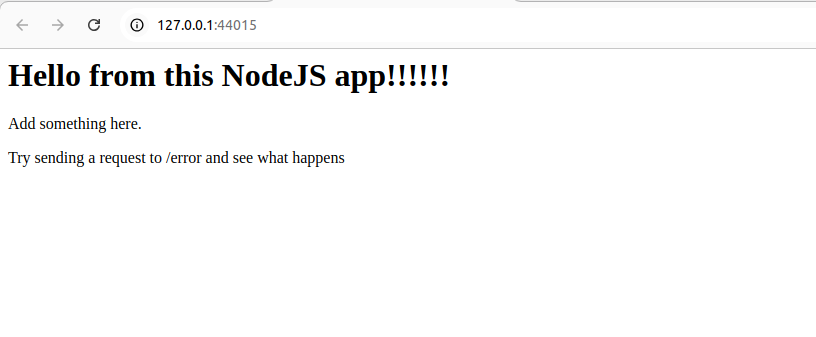 127.0.0.1:44015
Hello from this NodeJS app!!!!!!
Add something here.
Try sending a request to /error and see what happens